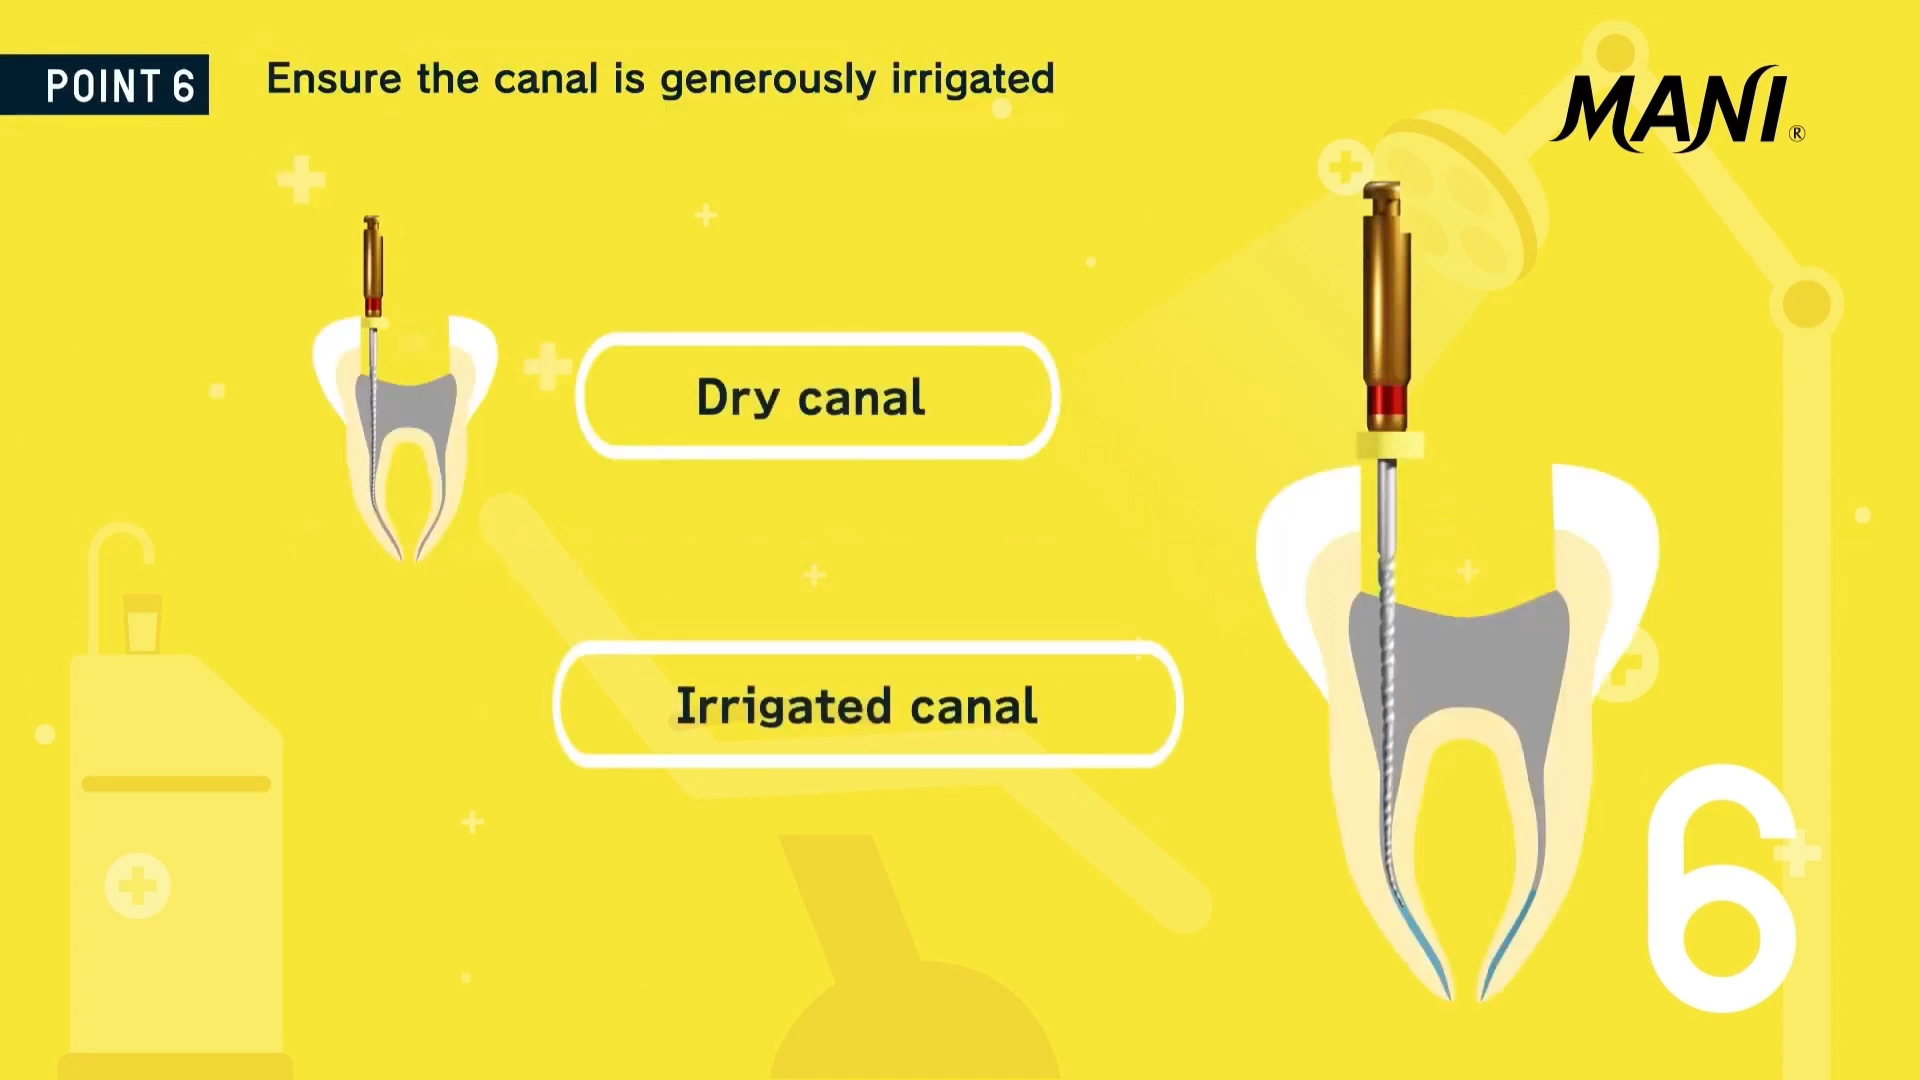 POINT 6
Ensure the canal is generously irrigated
MANI®
Dry canal
Irrigated canal
6